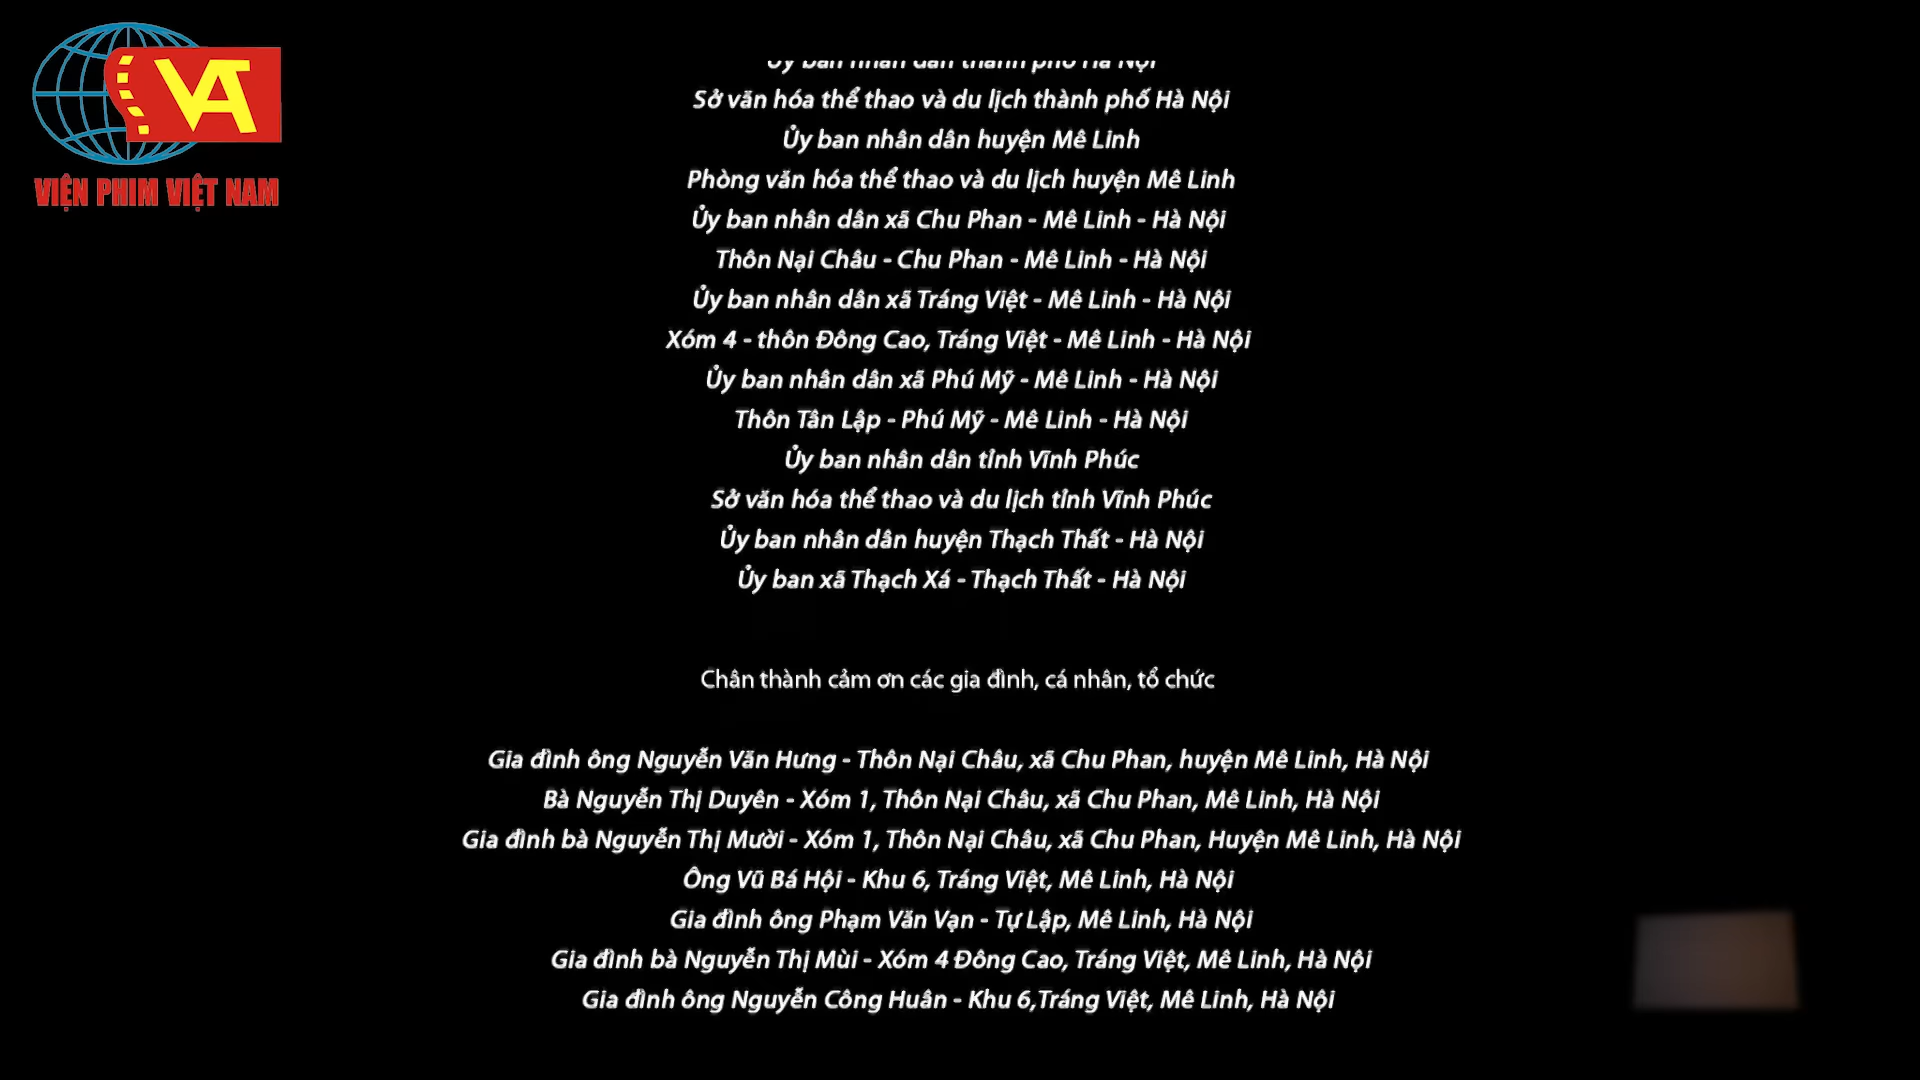 VIỆN PHIM VIỆT NAM
Ủy ban nhân dân thành phố Hà Nội
Sở văn hóa thể thao và du lịch thành phố Hà Nội
Ủy ban nhân dân huyện Mê Linh
Phòng văn hóa thể thao và du lịch huyện Mê Linh
Ủy ban nhân dân xã Chu Phan - Mê Linh - Hà Nội
Thôn Nại Châu - Chu Phan - Mê Linh - Hà Nội
Ủy ban nhân dân xã Tráng Việt - Mê Linh - Hà Nội
Xóm 4 - thôn Đông Cao, Tráng Việt - Mê Linh - Hà Nội
Ủy ban nhân dân xã Phú Mỹ - Mê Linh - Hà Nội
Thôn Tân Lập - Phú Mỹ - Mê Linh - Hà Nội
Ủy ban nhân dân tỉnh Vĩnh Phúc
Sở văn hóa thể thao và du lịch tỉnh Vĩnh Phúc
Ủy ban nhân dân huyện Thạch Thất - Hà Nội
Ủy ban xã Thạch Xá - Thạch Thất - Hà Nội
Chân thành cảm ơn các gia đình, cá nhân, tổ chức
Gia đình ông Nguyễn Văn Hưng - Thôn Nại Châu, xã Chu Phan, huyện Mê Linh, Hà Nội
Bà Nguyễn Thị Duyên - Xóm 1, Thôn Nại Châu, xã Chu Phan, Mê Linh, Hà Nội
Gia đình bà Nguyễn Thị Mười - Xóm 1, Thôn Nại Châu, xã Chu Phan, Huyện Mê Linh, Hà Nội
Ông Vũ Bá Hội - Khu 6, Tráng Việt, Mê Linh, Hà Nội
Gia đình ông Phạm Văn Vạn - Tự Lập, Mê Linh, Hà Nội
Gia đình bà Nguyễn Thị Mùi - Xóm 4 Đông Cao, Tráng Việt, Mê Linh, Hà Nội
Gia đình ông Nguyễn Công Huân - Khu 6,Tráng Việt, Mê Linh, Hà Nội